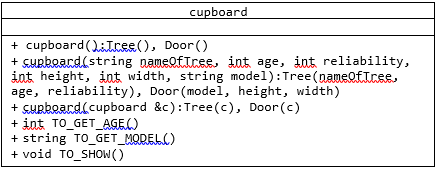 cupboard
+ cupboard():Tree(), Door()
+ cupboard(string nameOfTree, int age, int reliability,
int height, int width, string model):Tree(nameOfTree,
age, reliability), Door(model, height, width)
+ cupboard(cupboard &c):Tree(c), Door(c)
+ int TO_GET_AGE()
+ string TO_GET_MODEL()
+ void TO_SHOW()